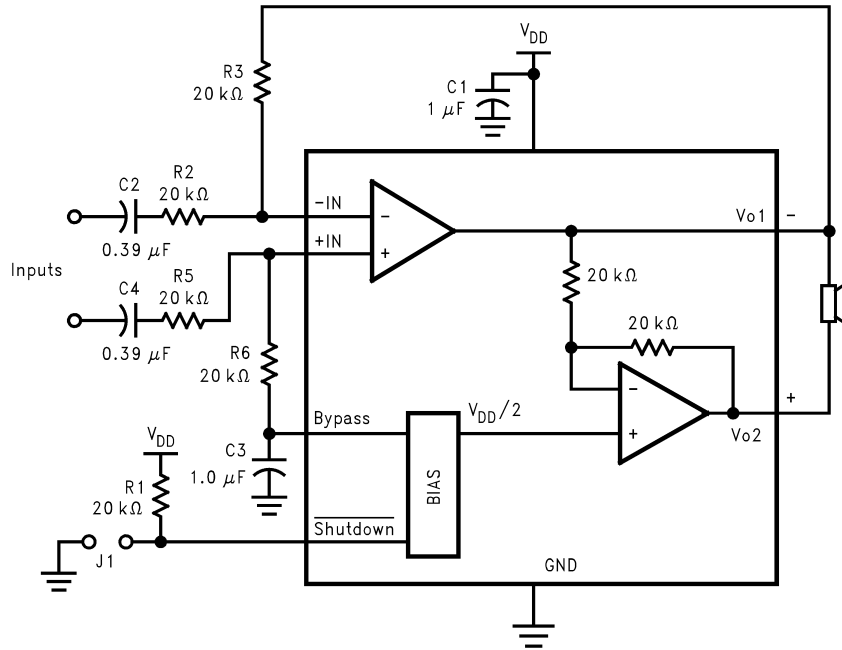 V_DD
R3
20 kΩ
C1
1 μF
C2
R2
20 kΩ
0.39 μF
-IN
-
+IN
+
Vo1 -
Inputs
C4
R5
20 kΩ
0.39 μF
20 kΩ
20 kΩ
R6
20 kΩ
Bypass
V_DD/2
-
+
+
Vo2
V_DD
C3
1.0 μF
R1
20 kΩ
BIAS
Shutdown
J1
GND